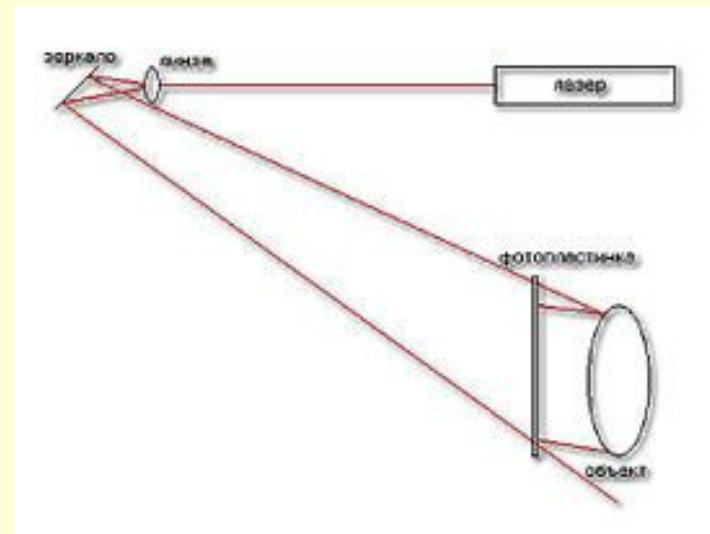 зеркало
линза
лазер
фотопластинка
объект